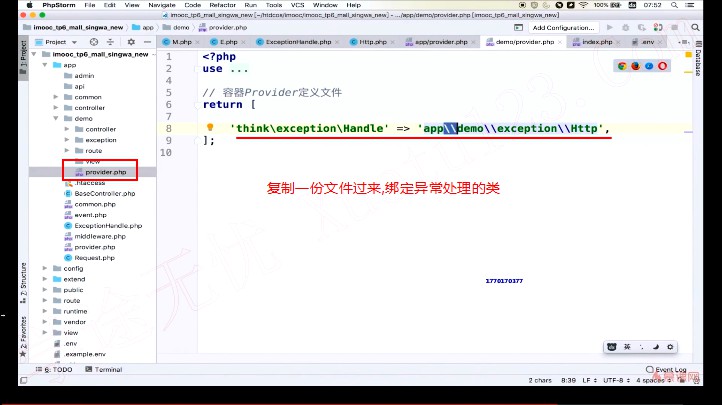 PhpStorm File Edit View Navigate Code Refactor Run Tools VCS Window Help 100% 07:52
imooc_tp6_mall_singwa_new [~/htdcos/imooc/imooc_tp6_mall_singwa_new] - .../app/demo/provider.php [imooc_tp6_mall_singwa_new]
imooc_tp6_mall_singwa_new app demo provider.php Add Configuration...
Project M.php E.php ExceptionHandle.php Http.php app/provider.php demo/provider.php index.php .env
1: Project
Database
imooc_tp6_mall_singwa_new
app
admin
api
common
controller
demo
controller
exception
route
view
provider.php
.htaccess
BaseController.php
common.php
event.php
ExceptionHandle.php
middleware.php
provider.php
Request.php
config
extend
public
route
runtime
vendor
view
.env
.example.env
1 <?php
2 use ...
4
5 // 容器Provider定义文件
6 return [
7
8 'think\exception\Handle' => 'app\\demo\\exception\\Http',
9 ];
10
复制一份文件过来,绑定异常处理的类
1770170377
英
Z: Structure
2: Favorites
6: TODO Terminal Event Log
2 chars 8:39 LF UTF-8 4 spaces